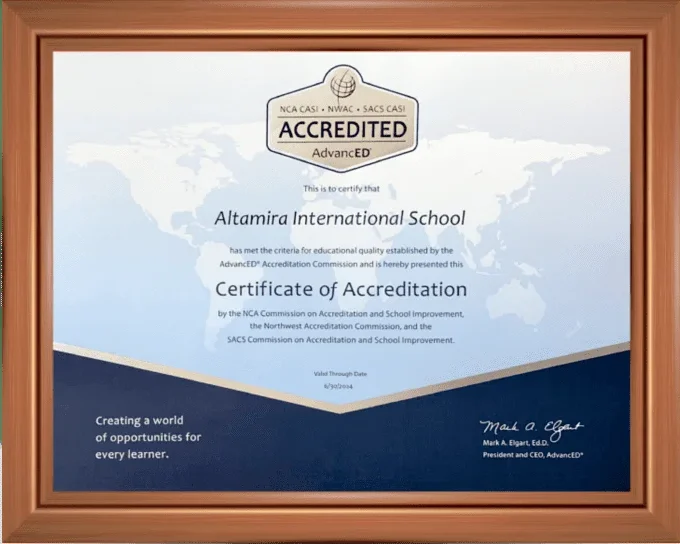 NCA CASI • NWAC • SACS CASI
ACCREDITED
AdvancED
This is to certify that
Altamira International School
has met the criteria for educational quality established by the
AdvancED® Accreditation Commission and is hereby presented this
Certificate of Accreditation
by the NCA Commission on Accreditation and School Improvement,
the Northwest Accreditation Commission, and the
SACS Commission on Accreditation and School Improvement.
Valid Through Date
6/30/2024
Creating a world
of opportunities for
every learner.
Mark A. Elgart
Mark A. Elgart, Ed.D.
President and CEO, AdvancED®